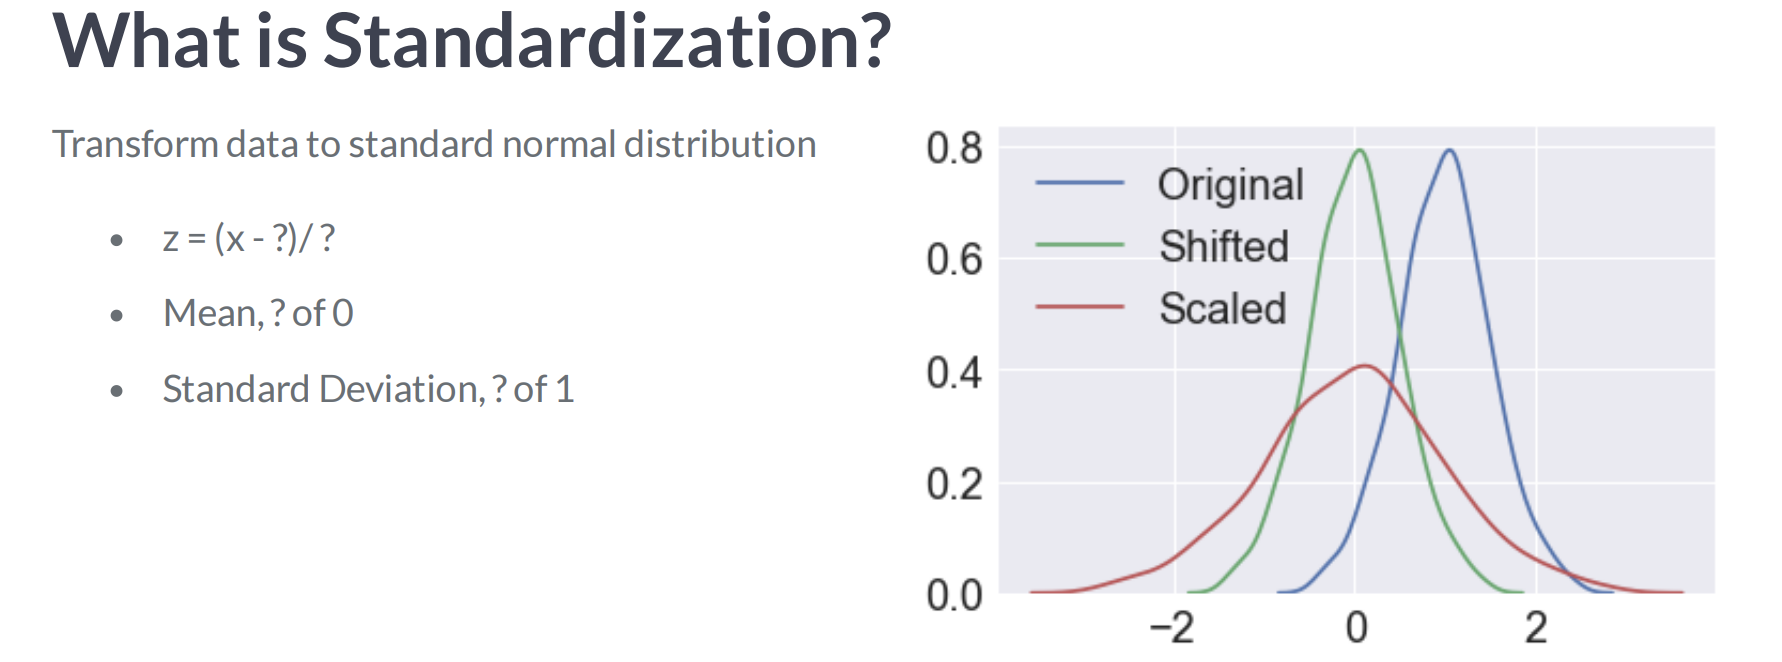 What is Standardization?
Transform data to standard normal distribution
• z = (x - ?)/ ?
• Mean, ? of 0
• Standard Deviation, ? of 1
0.8
0.6
0.4
0.2
0.0
Original
Shifted
Scaled
−2 0 2